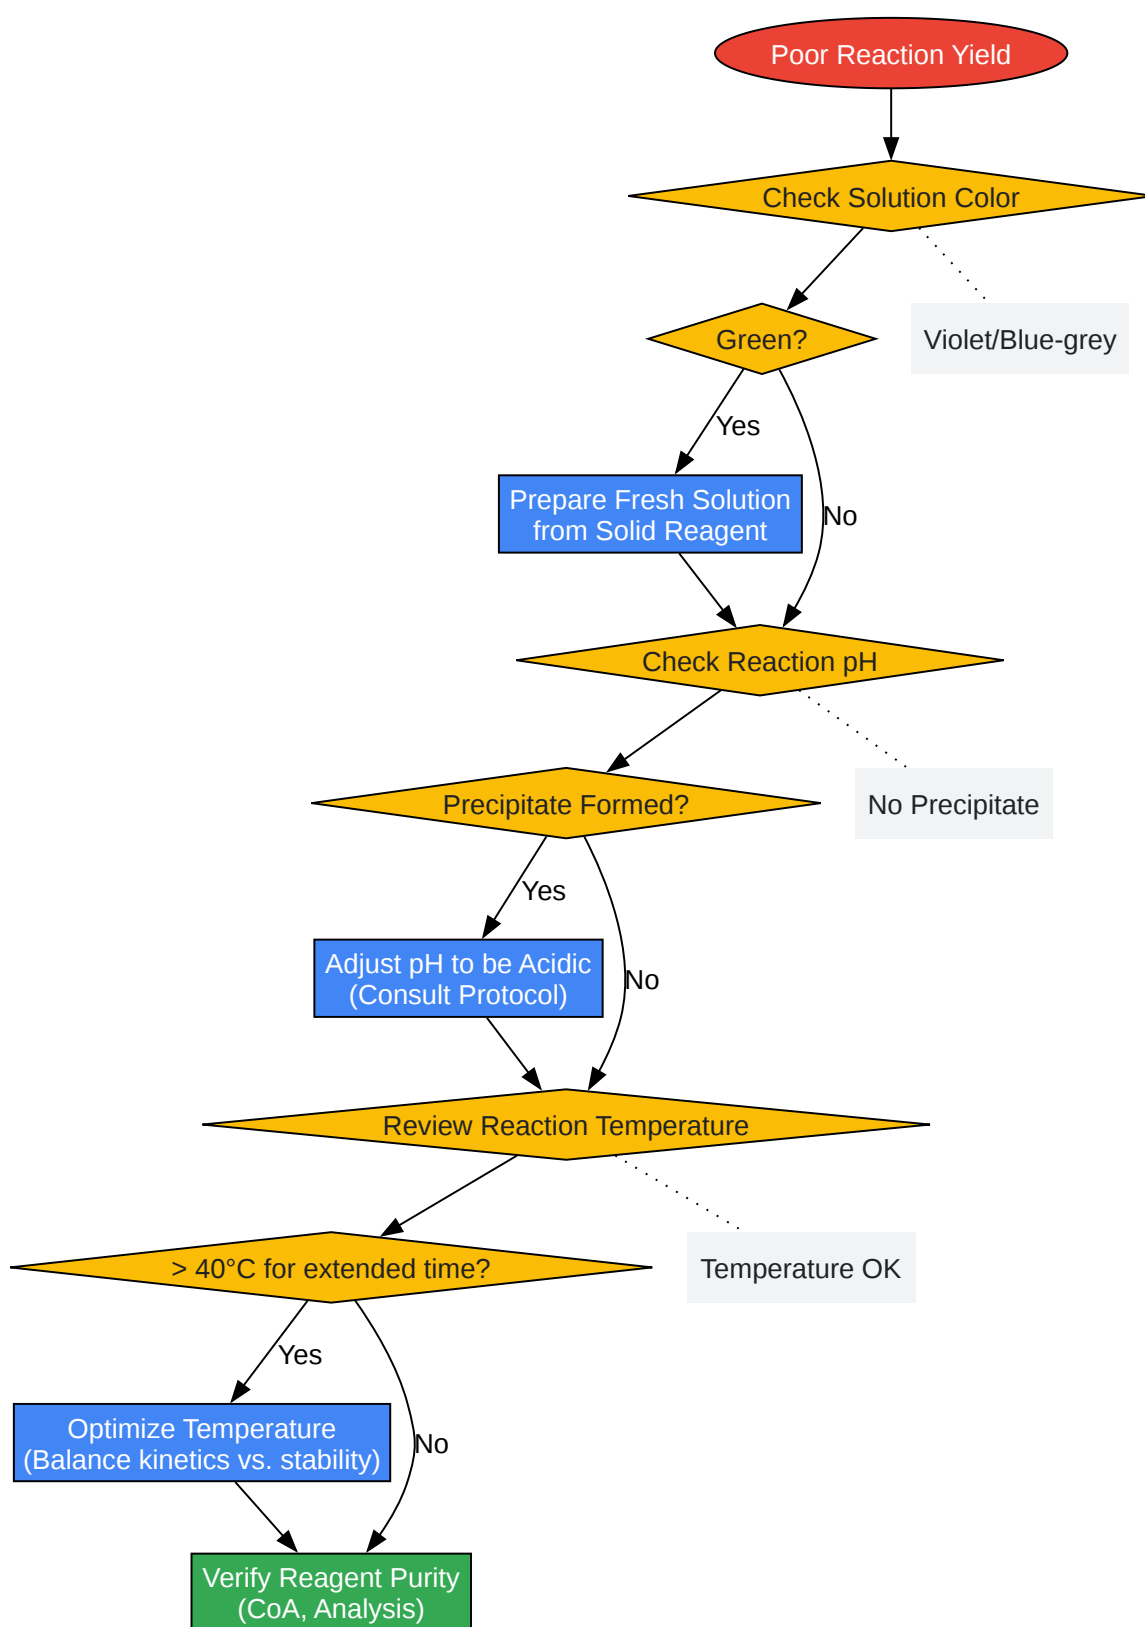 Poor Reaction Yield
Check Solution Color
Green?
Violet/Blue-grey
Yes
Prepare Fresh Solution
from Solid Reagent
No
Check Reaction pH
Precipitate Formed?
No Precipitate
Yes
Adjust pH to be Acidic
(Consult Protocol)
No
Review Reaction Temperature
> 40°C for extended time?
Temperature OK
Yes
Optimize Temperature
(Balance kinetics vs. stability)
No
Verify Reagent Purity
(CoA, Analysis)